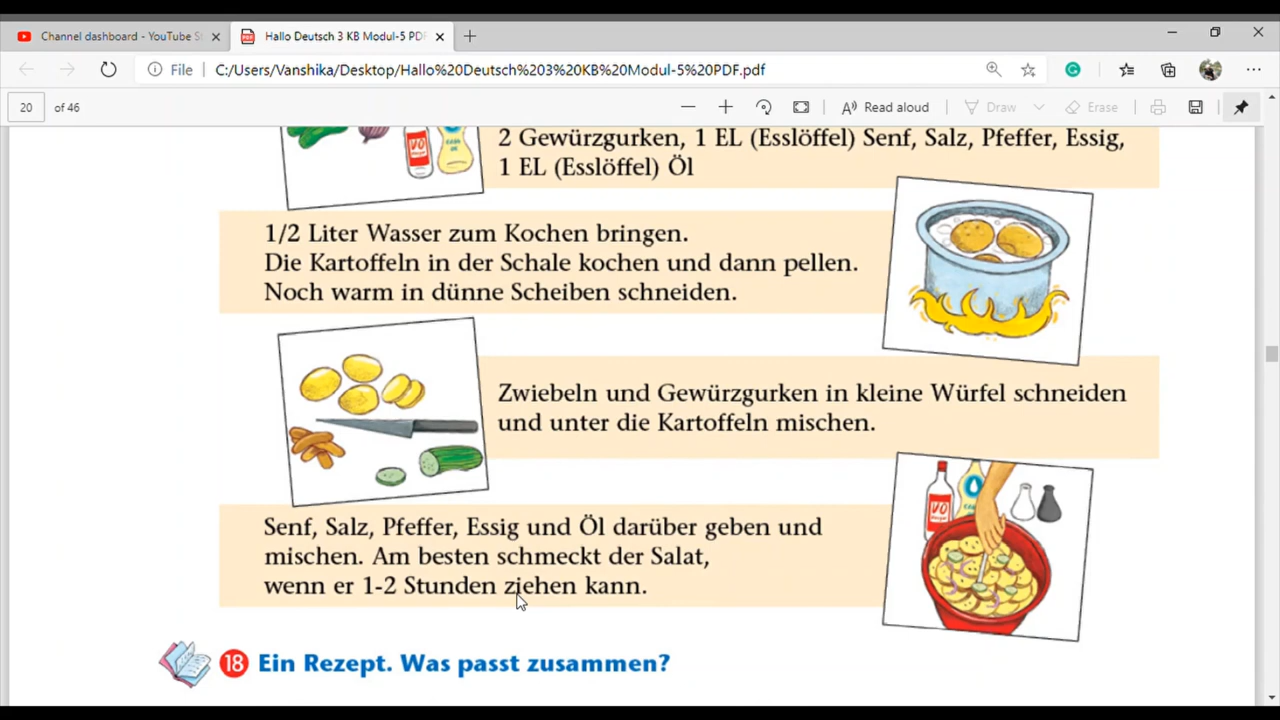 Channel dashboard - YouTube S
Hallo Deutsch 3 KB Modul-5 PDF.
File
C:/Users/Vanshika/Desktop/Hallo%20Deutsch%203%20KB%20Modul-5%20PDF.pdf
20 of 46
Read aloud
Draw
Erase
2 Gewürzgurken, 1 EL (Esslöffel) Senf, Salz, Pfeffer, Essig,
1 EL (Esslöffel) Öl
1/2 Liter Wasser zum Kochen bringen.
Die Kartoffeln in der Schale kochen und dann pellen.
Noch warm in dünne Scheiben schneiden.
Zwiebeln und Gewürzgurken in kleine Würfel schneiden
und unter die Kartoffeln mischen.
Senf, Salz, Pfeffer, Essig und Öl darüber geben und
mischen. Am besten schmeckt der Salat,
wenn er 1-2 Stunden ziehen kann.
18 Ein Rezept. Was passt zusammen?